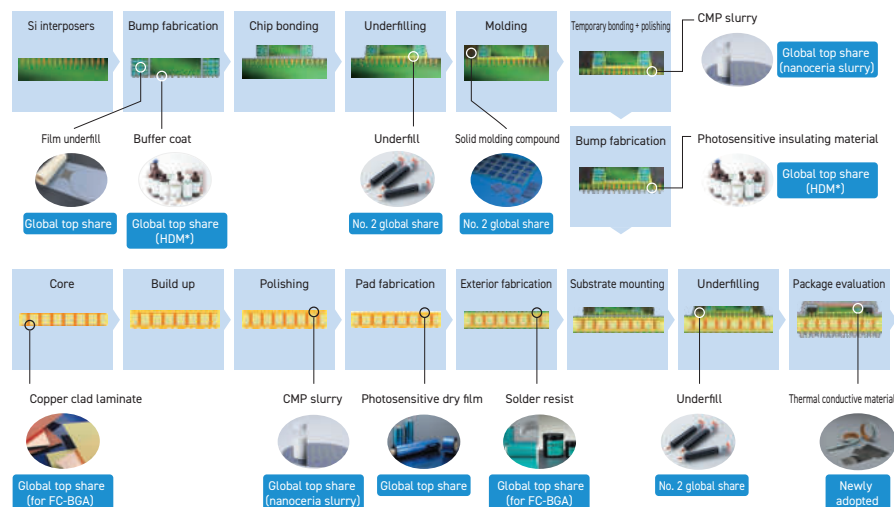 Si interposers
Bump fabrication
Chip bonding
Underfilling
Molding
Temporary bonding + polishing
CMP slurry
Global top share
(nanoceria slurry)
Film underfill
Global top share
Buffer coat
Global top share
(HDM*)
Underfill
No. 2 global share
Solid molding compound
No. 2 global share
Bump fabrication
Photosensitive insulating material
Global top share
(HDM*)
Core
Build up
Polishing
Pad fabrication
Exterior fabrication
Substrate mounting
Underfilling
Package evaluation
Copper clad laminate
Global top share
(for FC-BGA)
CMP slurry
Global top share
(nanoceria slurry)
Photosensitive dry film
Global top share
Solder resist
Global top share
(for FC-BGA)
Underfill
No. 2 global share
Thermal conductive material
Newly
adopted